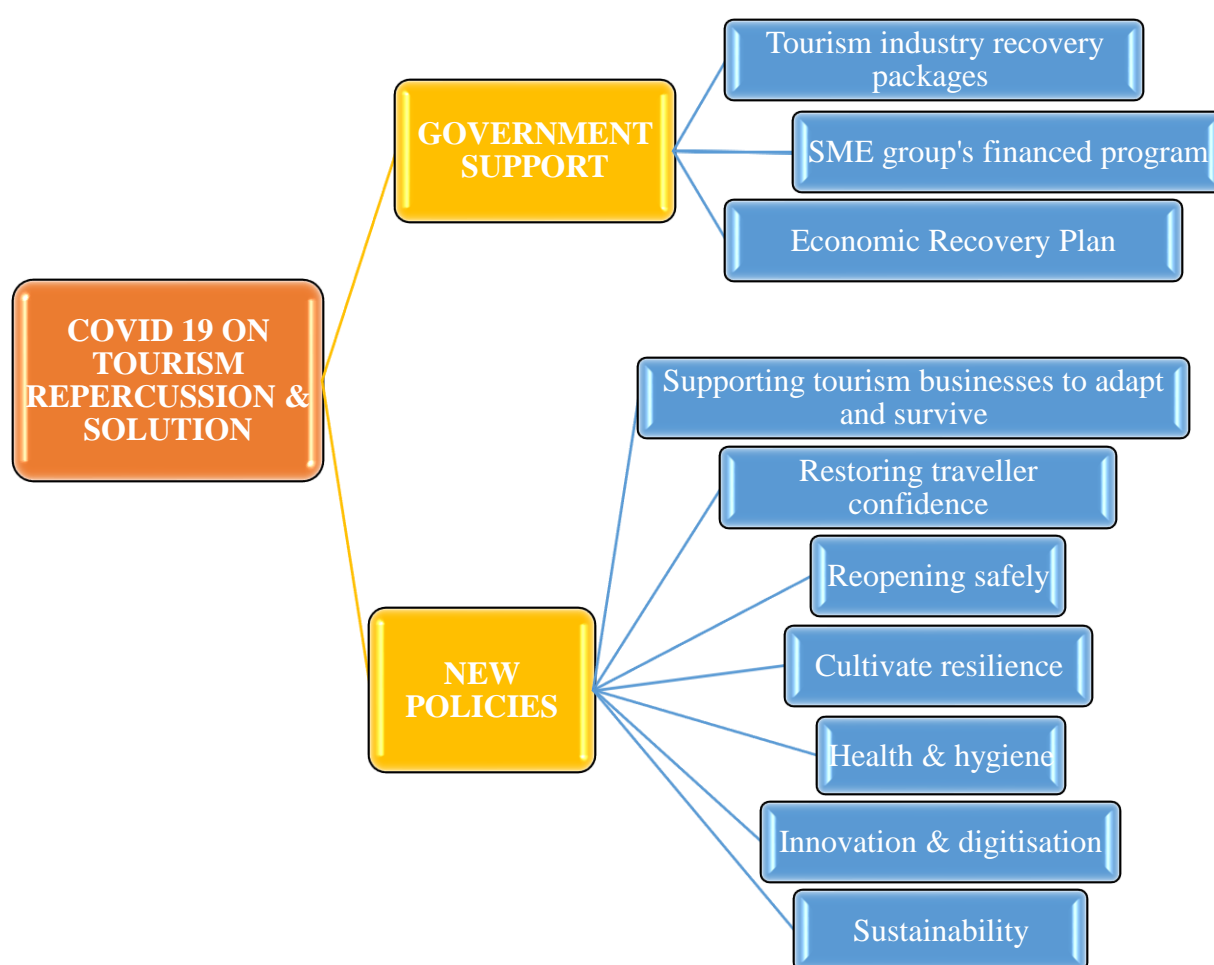 COVID 19 ON
TOURISM
REPERCUSSION &
SOLUTION
GOVERNMENT
SUPPORT
Tourism industry recovery
packages
SME group's financed program
Economic Recovery Plan
NEW
POLICIES
Supporting tourism businesses to adapt
and survive
Restoring traveller
confidence
Reopening safely
Cultivate resilience
Health & hygiene
Innovation & digitisation
Sustainability